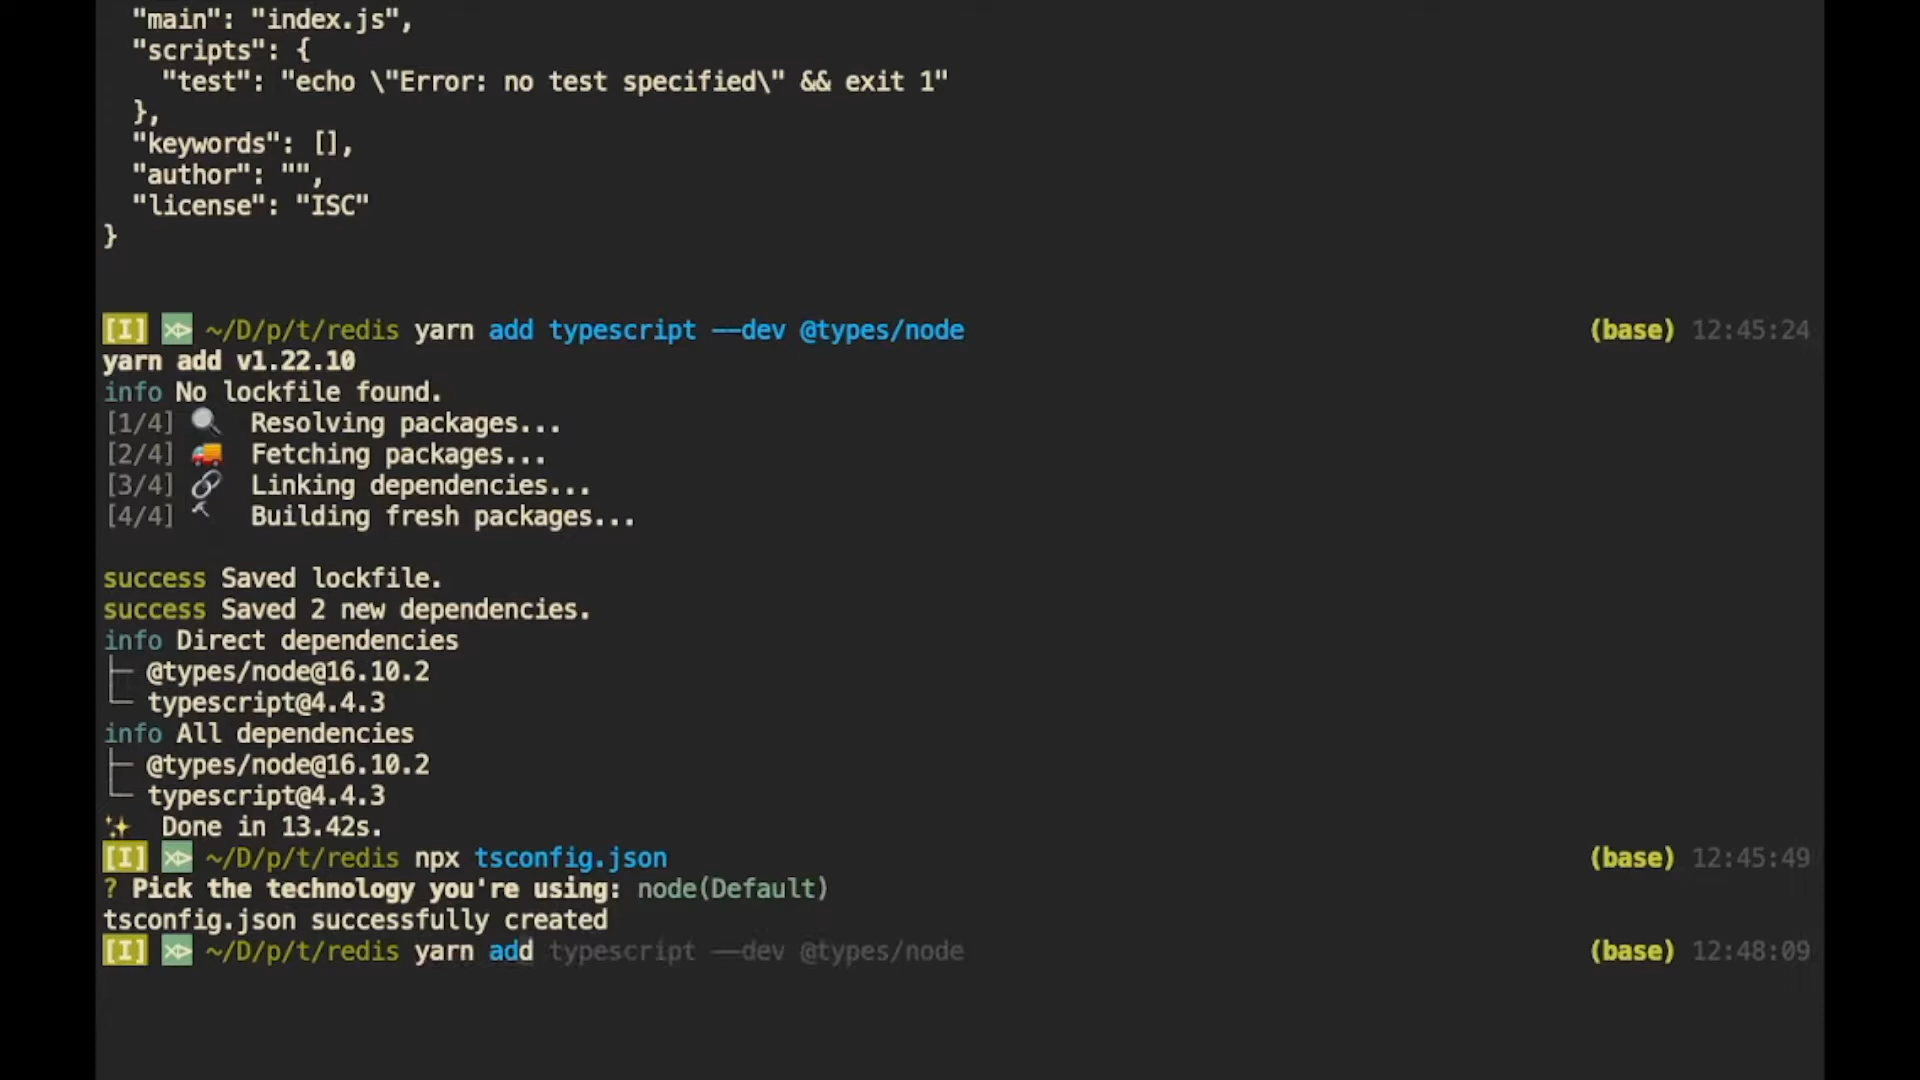 "main": "index.js",
"scripts": {
"test": "echo \"Error: no test specified\" && exit 1"
},
"keywords": [],
"author": "",
"license": "ISC"
}
[I] ⋊> ~/D/p/t/redis yarn add typescript --dev @types/node (base) 12:45:24
yarn add v1.22.10
info No lockfile found.
[1/4] 🔍 Resolving packages...
[2/4] 🚚 Fetching packages...
[3/4] 🔗 Linking dependencies...
[4/4] 🔨 Building fresh packages...
success Saved lockfile.
success Saved 2 new dependencies.
info Direct dependencies
├─ @types/node@16.10.2
└─ typescript@4.4.3
info All dependencies
├─ @types/node@16.10.2
└─ typescript@4.4.3
✨ Done in 13.42s.
[I] ⋊> ~/D/p/t/redis npx tsconfig.json (base) 12:45:49
? Pick the technology you're using: node(Default)
tsconfig.json successfully created
[I] ⋊> ~/D/p/t/redis yarn add typescript --dev @types/node (base) 12:48:09